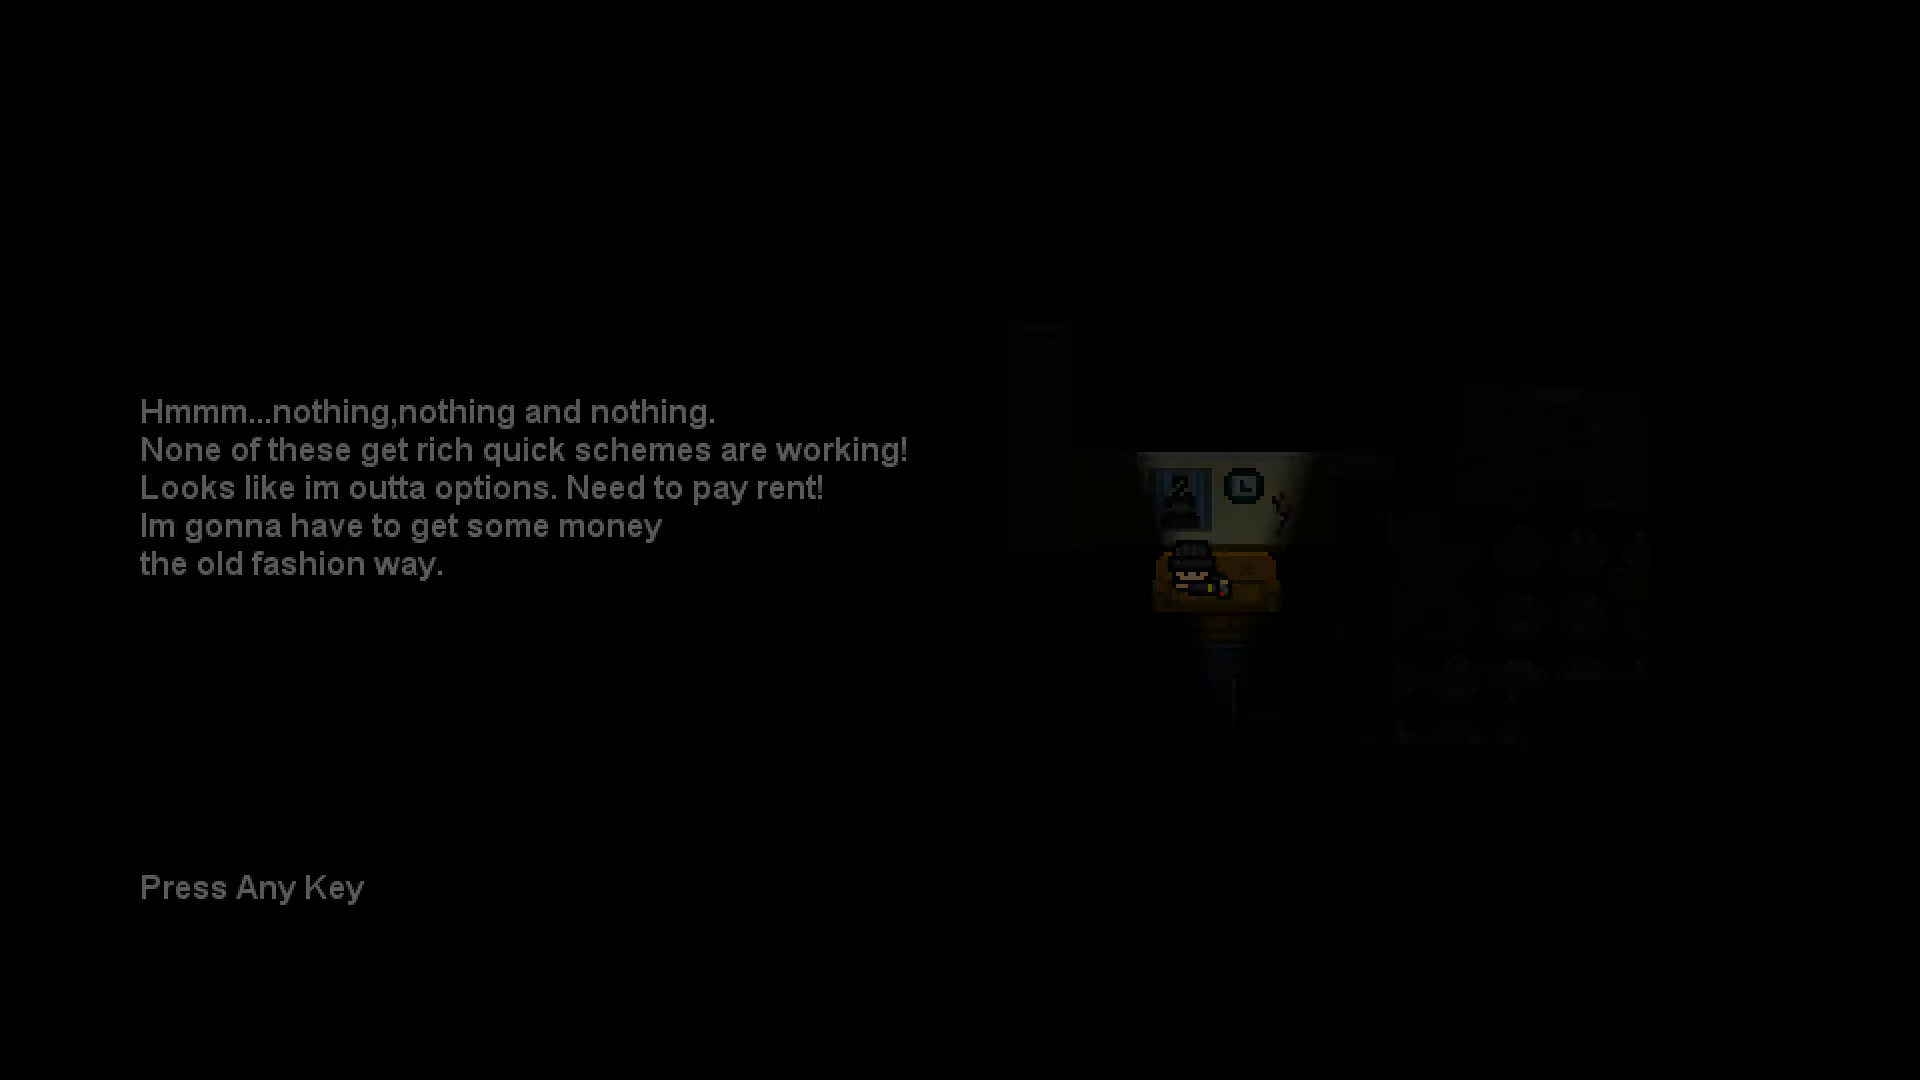 Hmmm...nothing,nothing and nothing.
None of these get rich quick schemes are working!
Looks like im outta options. Need to pay rent!
Im gonna have to get some money
the old fashion way.
Press Any Key